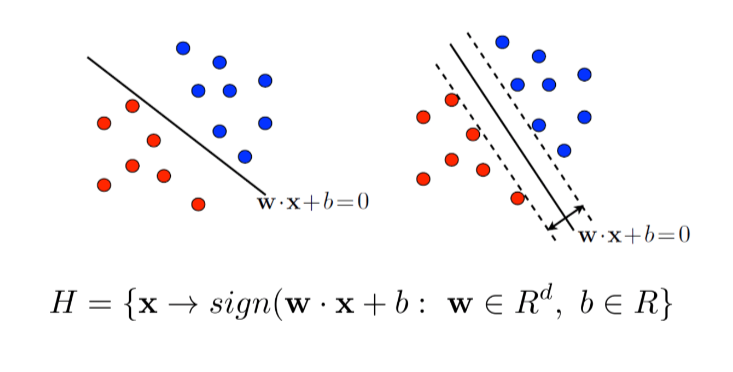 w·x+b=0
w·x+b=0
H = {x → sign(w · x + b : w ∈ R^d, b ∈ R}